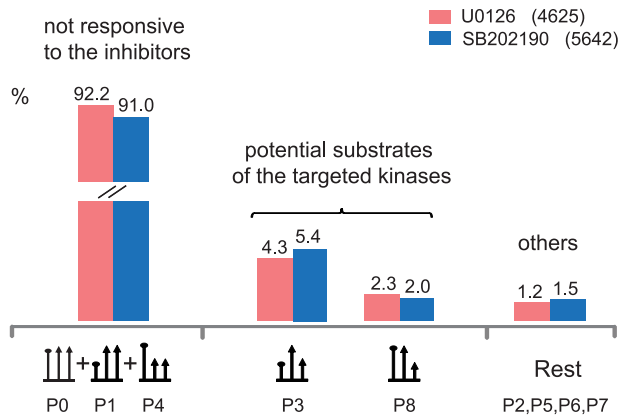 U0126 (4625)
SB202190 (5642)
not responsive
to the inhibitors
%
92.2
91.0
potential substrates
of the targeted kinases
4.3
5.4
2.3
2.0
others
1.2
1.5
+ +
Rest
P0 P1 P4 P3 P8 P2,P5,P6,P7